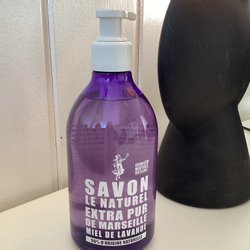 SAVON
LE NATUREL
EXTRA PUR
DE MARSEILLE
MIEL DE LAVANDE